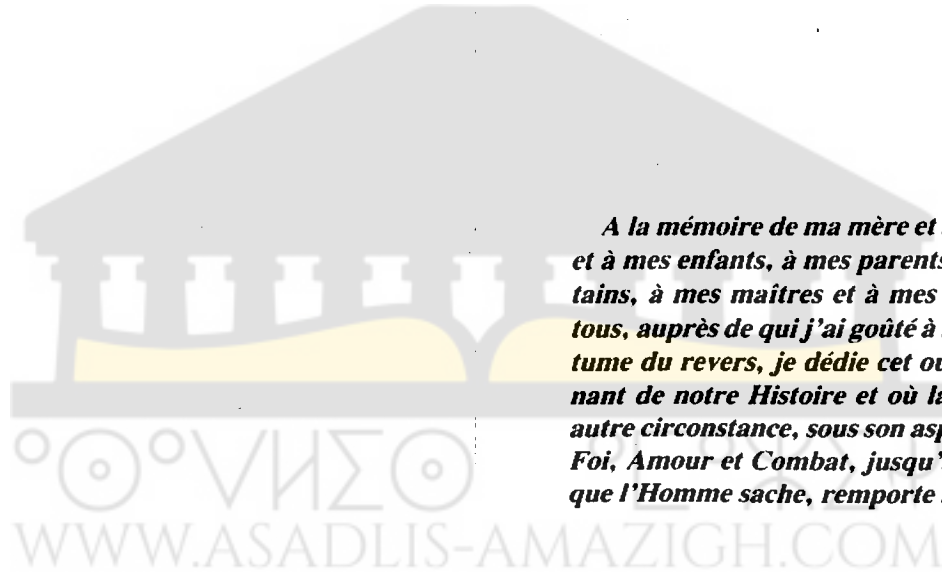 A la mémoire de ma mère et
et à mes enfants, à mes parents
tains, à mes maîtres et à mes
tous, auprès de qui j'ai goûté à
tume du revers, je dédie cet ou
nant de notre Histoire et où la
autre circonstance, sous son asp
Foi, Amour et Combat, jusqu'
que l'Homme sache, remporte
WWW.ASADLIS-AMAZIGH.COM